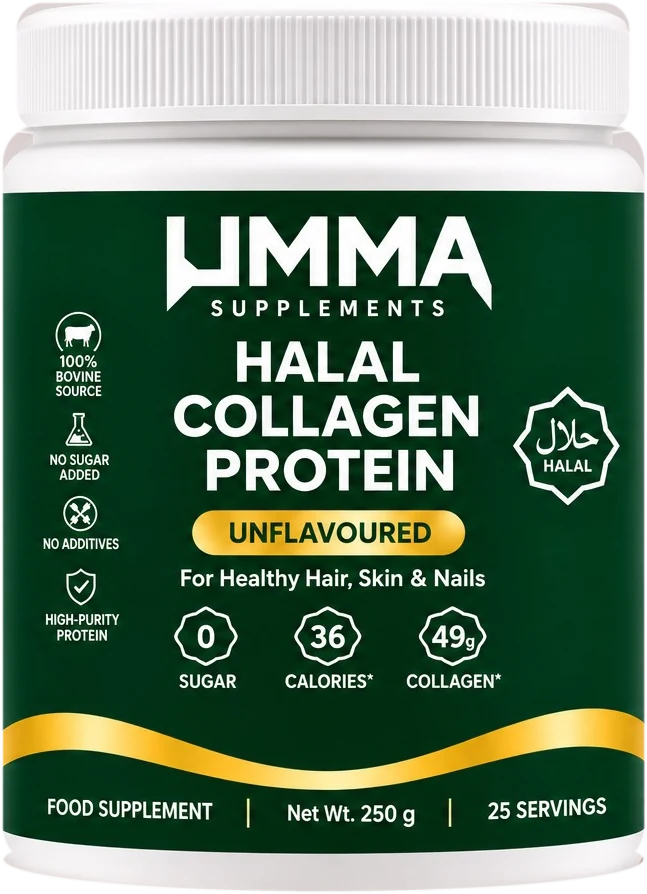 UMMA
SUPPLEMENTS
HALAL
COLLAGEN
PROTEIN
UNFLAVOURED
For Healthy Hair, Skin & Nails
100%
BOVINE
SOURCE
NO SUGAR
ADDED
NO ADDITIVES
HIGH-PURITY
PROTEIN
حلال
HALAL
0
SUGAR
36
CALORIES*
49g
COLLAGEN*
FOOD SUPPLEMENT | Net Wt. 250 g | 25 SERVINGS